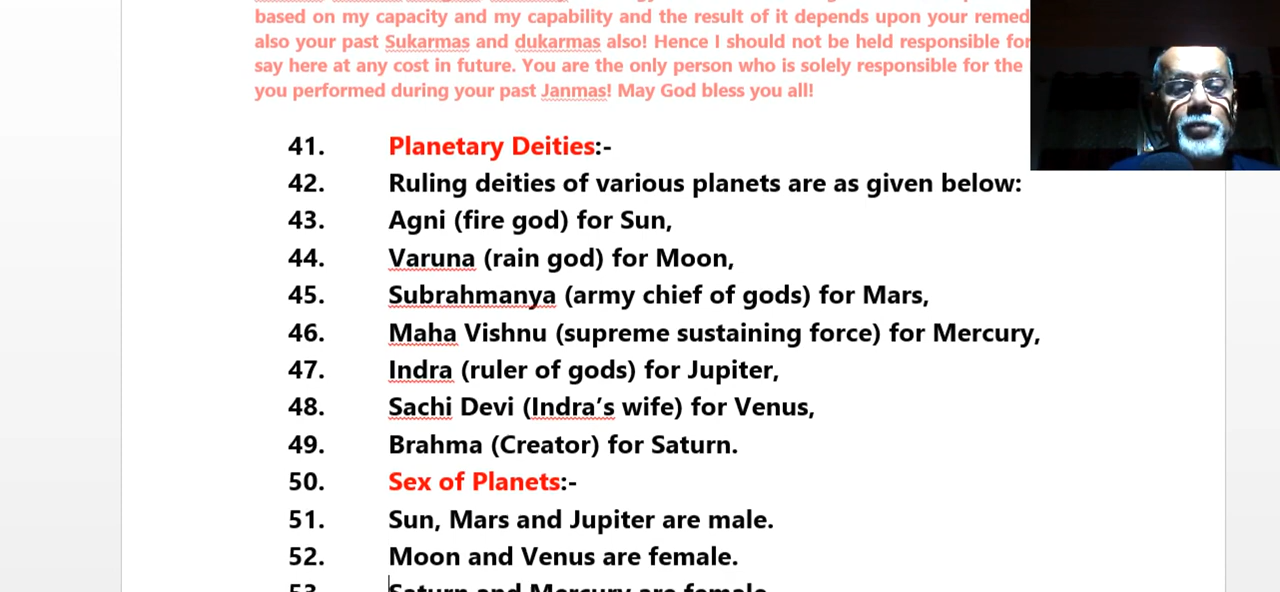 based on my capacity and my capability and the result of it depends upon your remed
also your past Sukarmas and dukarmas also! Hence I should not be held responsible for
say here at any cost in future. You are the only person who is solely responsible for the
you performed during your past Janmas! May God bless you all!
41. Planetary Deities:-
42. Ruling deities of various planets are as given below:
43. Agni (fire god) for Sun,
44. Varuna (rain god) for Moon,
45. Subrahmanya (army chief of gods) for Mars,
46. Maha Vishnu (supreme sustaining force) for Mercury,
47. Indra (ruler of gods) for Jupiter,
48. Sachi Devi (Indra’s wife) for Venus,
49. Brahma (Creator) for Saturn.
50. Sex of Planets:-
51. Sun, Mars and Jupiter are male.
52. Moon and Venus are female.
53. Saturn and Mercury are female